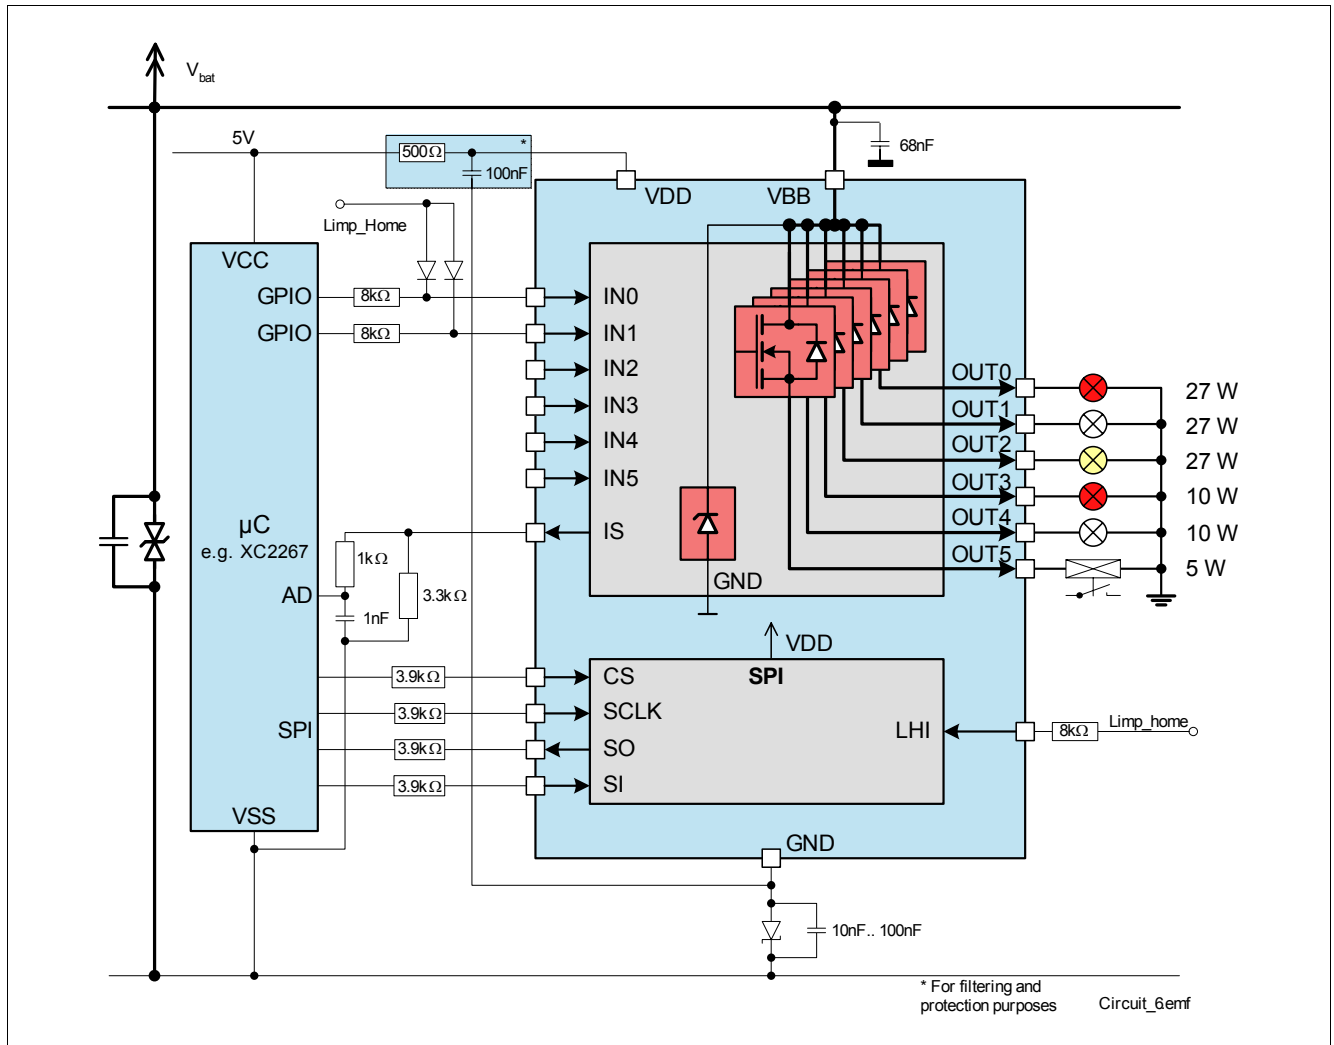 V_bat
5V
500Ω
*
100nF
68nF
VDD
VBB
Limp_Home
VCC
GPIO
8kΩ
IN0
GPIO
8kΩ
IN1
IN2
IN3
IN4
IN5
OUT0
27 W
OUT1
27 W
OUT2
27 W
OUT3
10 W
OUT4
10 W
OUT5
5 W
µC
e.g. XC2267
IS
1kΩ
GND
AD
3.3kΩ
1nF
VDD
SPI
3.9kΩ
CS
3.9kΩ
SCLK
SPI
3.9kΩ
SO
3.9kΩ
SI
LHI
8kΩ
Limp_home
VSS
GND
10nF.. 100nF
* For filtering and
protection purposes
Circuit_6.emf